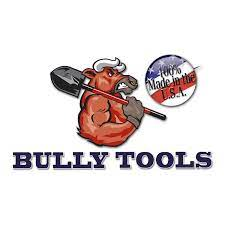 100%
Made in the
U.S.A.
BULLY TOOLS